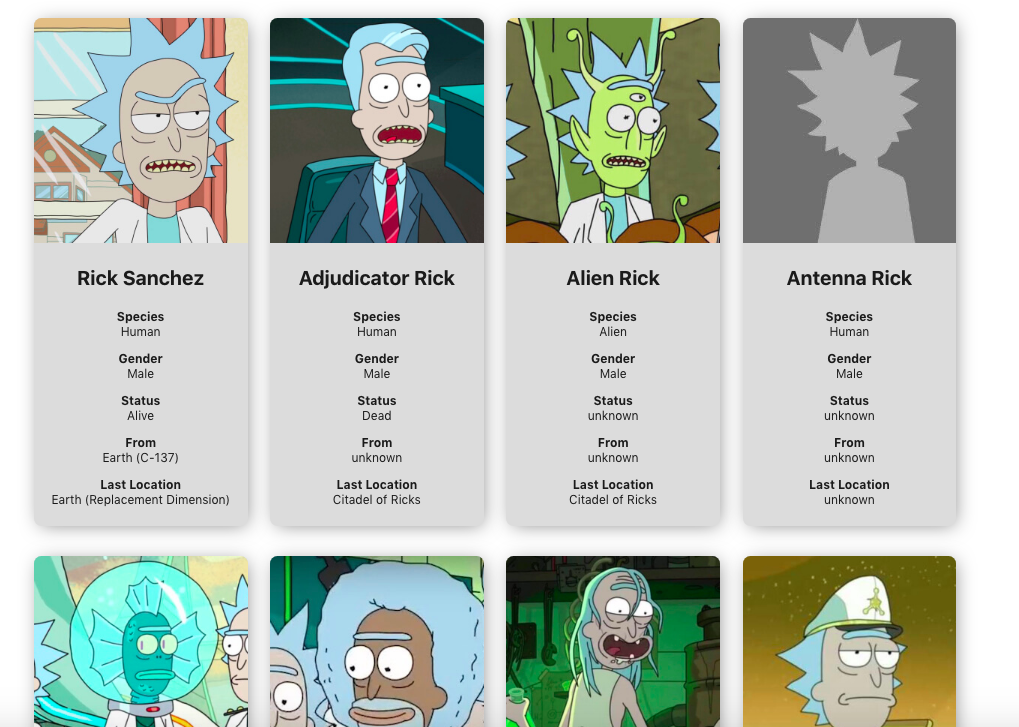 Rick Sanchez
Species
Human
Gender
Male
Status
Alive
From
Earth (C-137)
Last Location
Earth (Replacement Dimension)
Adjudicator Rick
Species
Human
Gender
Male
Status
Dead
From
unknown
Last Location
Citadel of Ricks
Alien Rick
Species
Alien
Gender
Male
Status
unknown
From
unknown
Last Location
Citadel of Ricks
Antenna Rick
Species
Human
Gender
Male
Status
unknown
From
unknown
Last Location
unknown